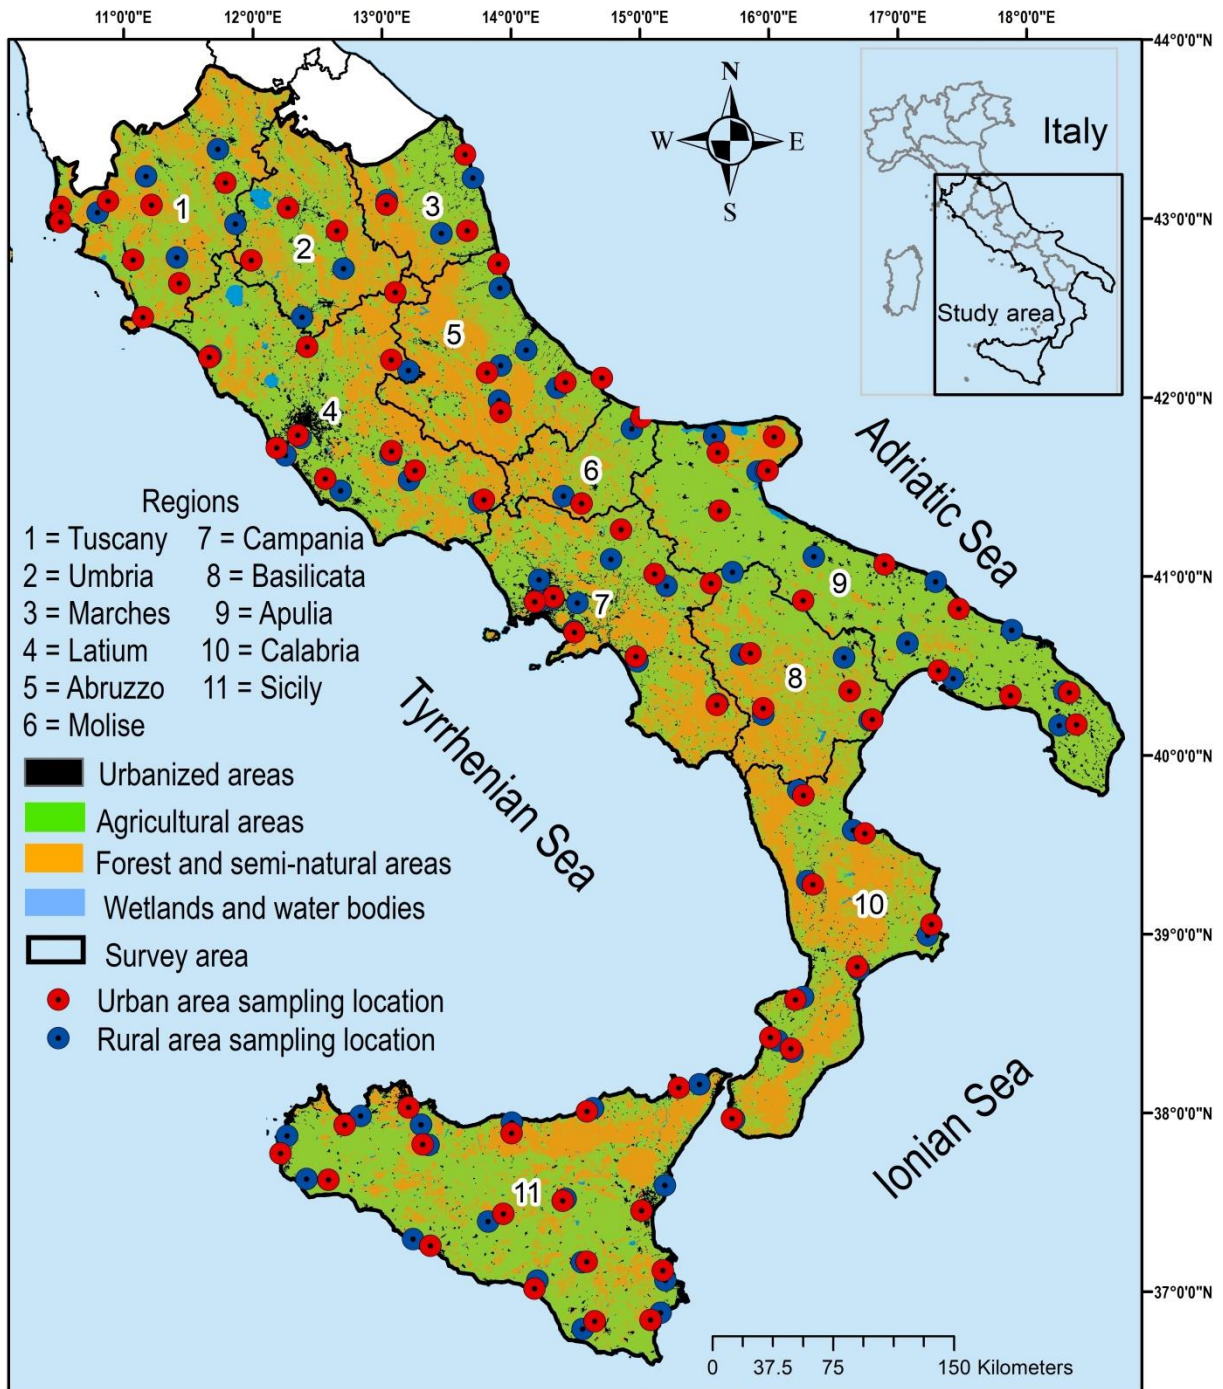 11°0'0"E 12°0'0"E 13°0'0"E 14°0'0"E 15°0'0"E 16°0'0"E 17°0'0"E 18°0'0"E
44°0'0"N
43°0'0"N
42°0'0"N
41°0'0"N
40°0'0"N
39°0'0"N
38°0'0"N
37°0'0"N
N
W E
S
Italy
Study area
1
2
3
4
5
6
7
8
9
10
11
Adriatic Sea
Tyrrhenian Sea
Ionian Sea
Regions
1 = Tuscany 7 = Campania
2 = Umbria 8 = Basilicata
3 = Marches 9 = Apulia
4 = Latium 10 = Calabria
5 = Abruzzo 11 = Sicily
6 = Molise
Urbanized areas
Agricultural areas
Forest and semi-natural areas
Wetlands and water bodies
Survey area
Urban area sampling location
Rural area sampling location
0 37.5 75 150 Kilometers